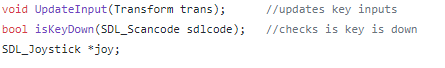 void UpdateInput(Transform trans); //updates key inputs
bool isKeyDown(SDL_Scancode sdlcode); //checks is key is down
SDL_Joystick *joy;